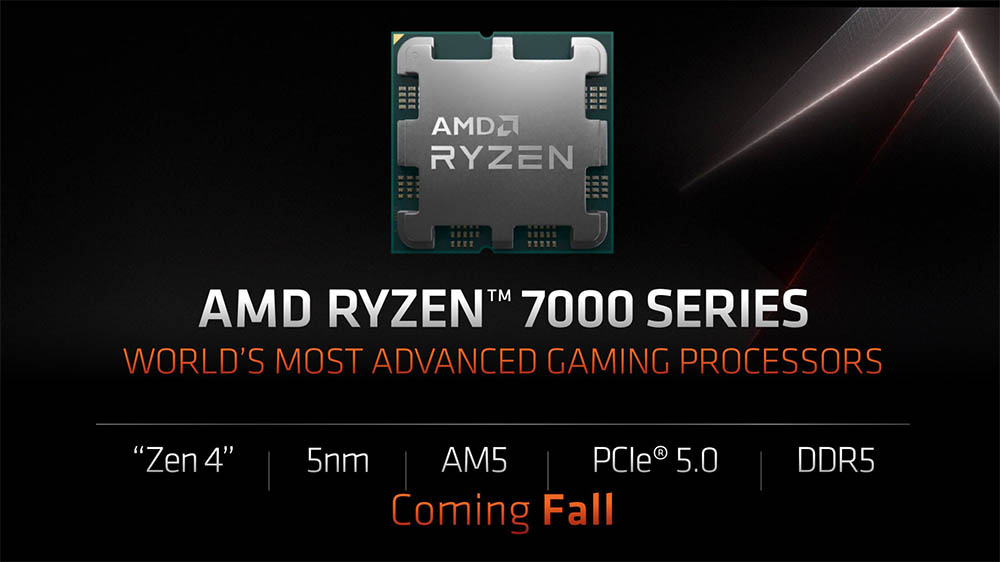 AMD
RYZEN
AMD RYZEN™ 7000 SERIES
WORLD'S MOST ADVANCED GAMING PROCESSORS
“Zen 4” | 5nm | AM5 | PCIe® 5.0 | DDR5
Coming Fall